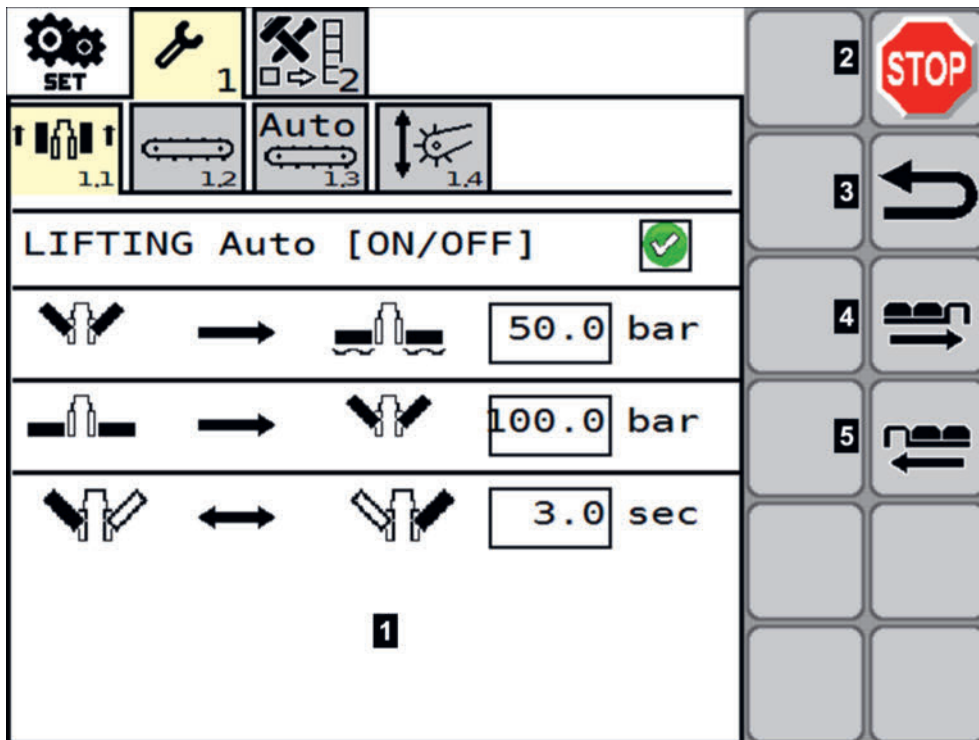 SET
1
2
1.1
1.2
Auto
1.3
1.4
LIFTING Auto [ON/OFF]
50.0 bar
100.0 bar
3.0 sec
1
2
STOP
3
4
5